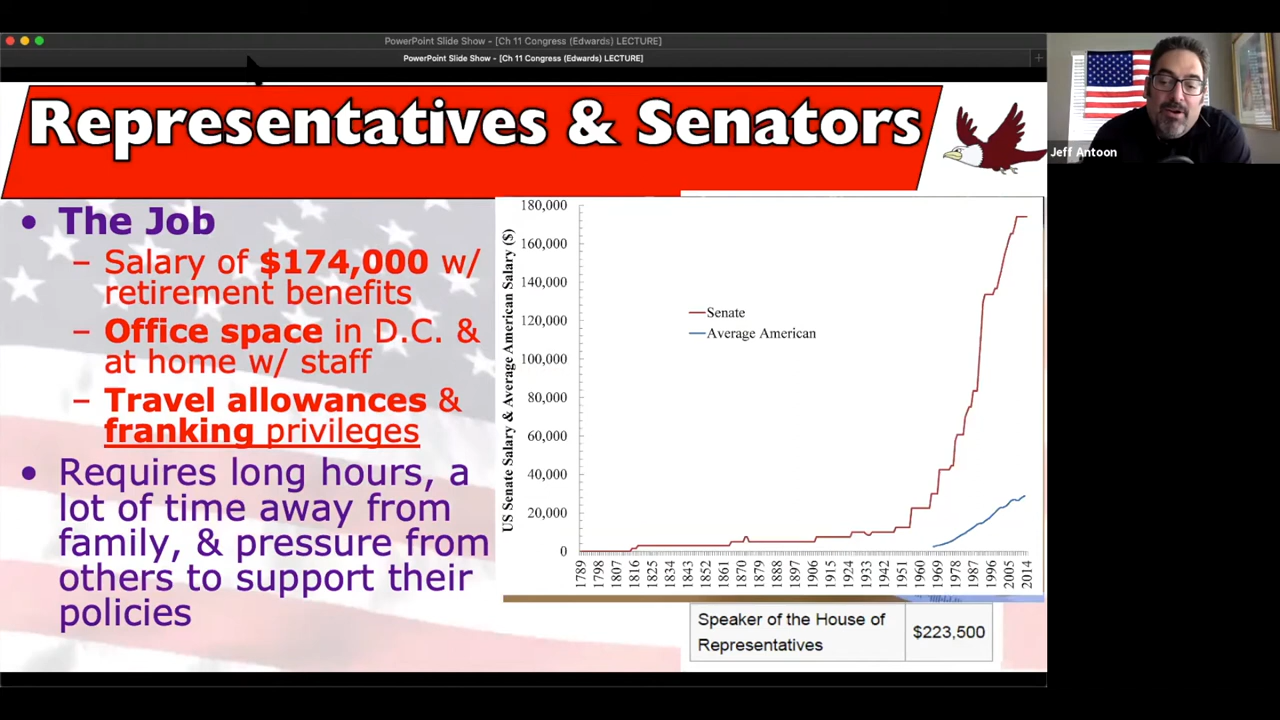 PowerPoint Slide Show - [Ch 11 Congress (Edwards) LECTURE]
PowerPoint Slide Show - [Ch 11 Congress (Edwards) LECTURE]
Representatives & Senators
Jeff Antoon
• The Job
– Salary of $174,000 w/
retirement benefits
– Office space in D.C. &
at home w/ staff
– Travel allowances &
franking privileges
• Requires long hours, a
lot of time away from
family, & pressure from
others to support their
policies
US Senate Salary & Average American Salary ($)
180,000
160,000
140,000
120,000
100,000
80,000
60,000
40,000
20,000
0
Senate
Average American
1789 1798 1807 1816 1825 1834 1843 1852 1861 1870 1879 1888 1897 1906 1915 1924 1933 1942 1951 1960 1969 1978 1987 1996 2005 2014
Speaker of the House of
Representatives
$223,500